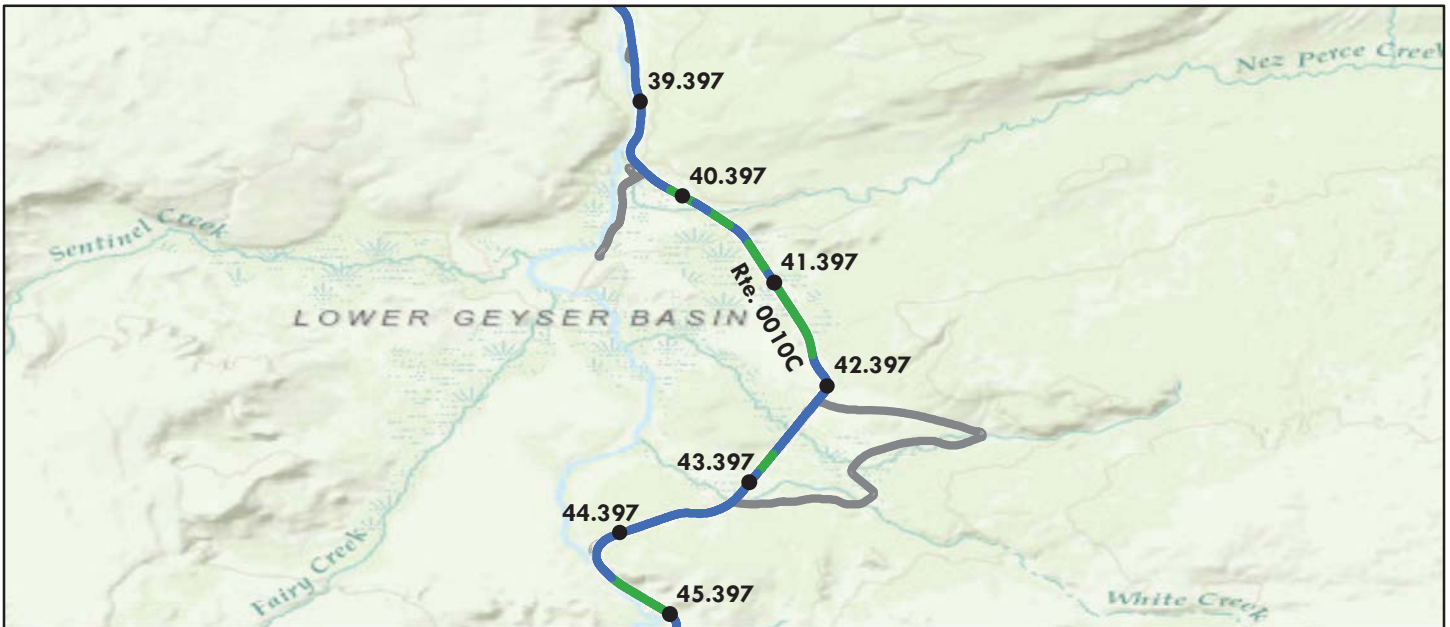 Nez Perce Creek
39.397
40.397
Sentinel Creek
41.397
Rte. 0010C
LOWER GEYSER BASIN
42.397
43.397
44.397
Fairy Creek
45.397
White Creek